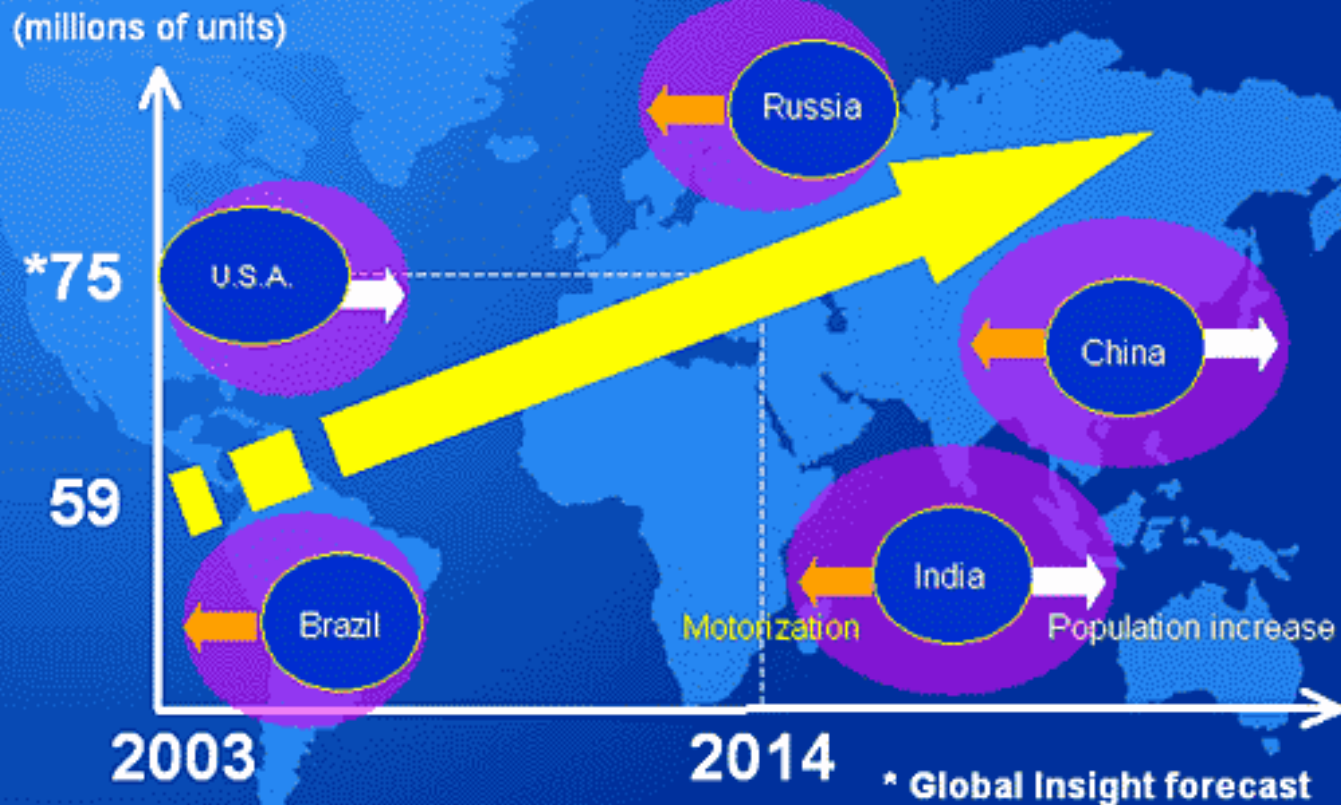 (millions of units)
Russia
*75
U.S.A.
China
59
India
Brazil
Motorization
Population increase
2003
2014
* Global Insight forecast